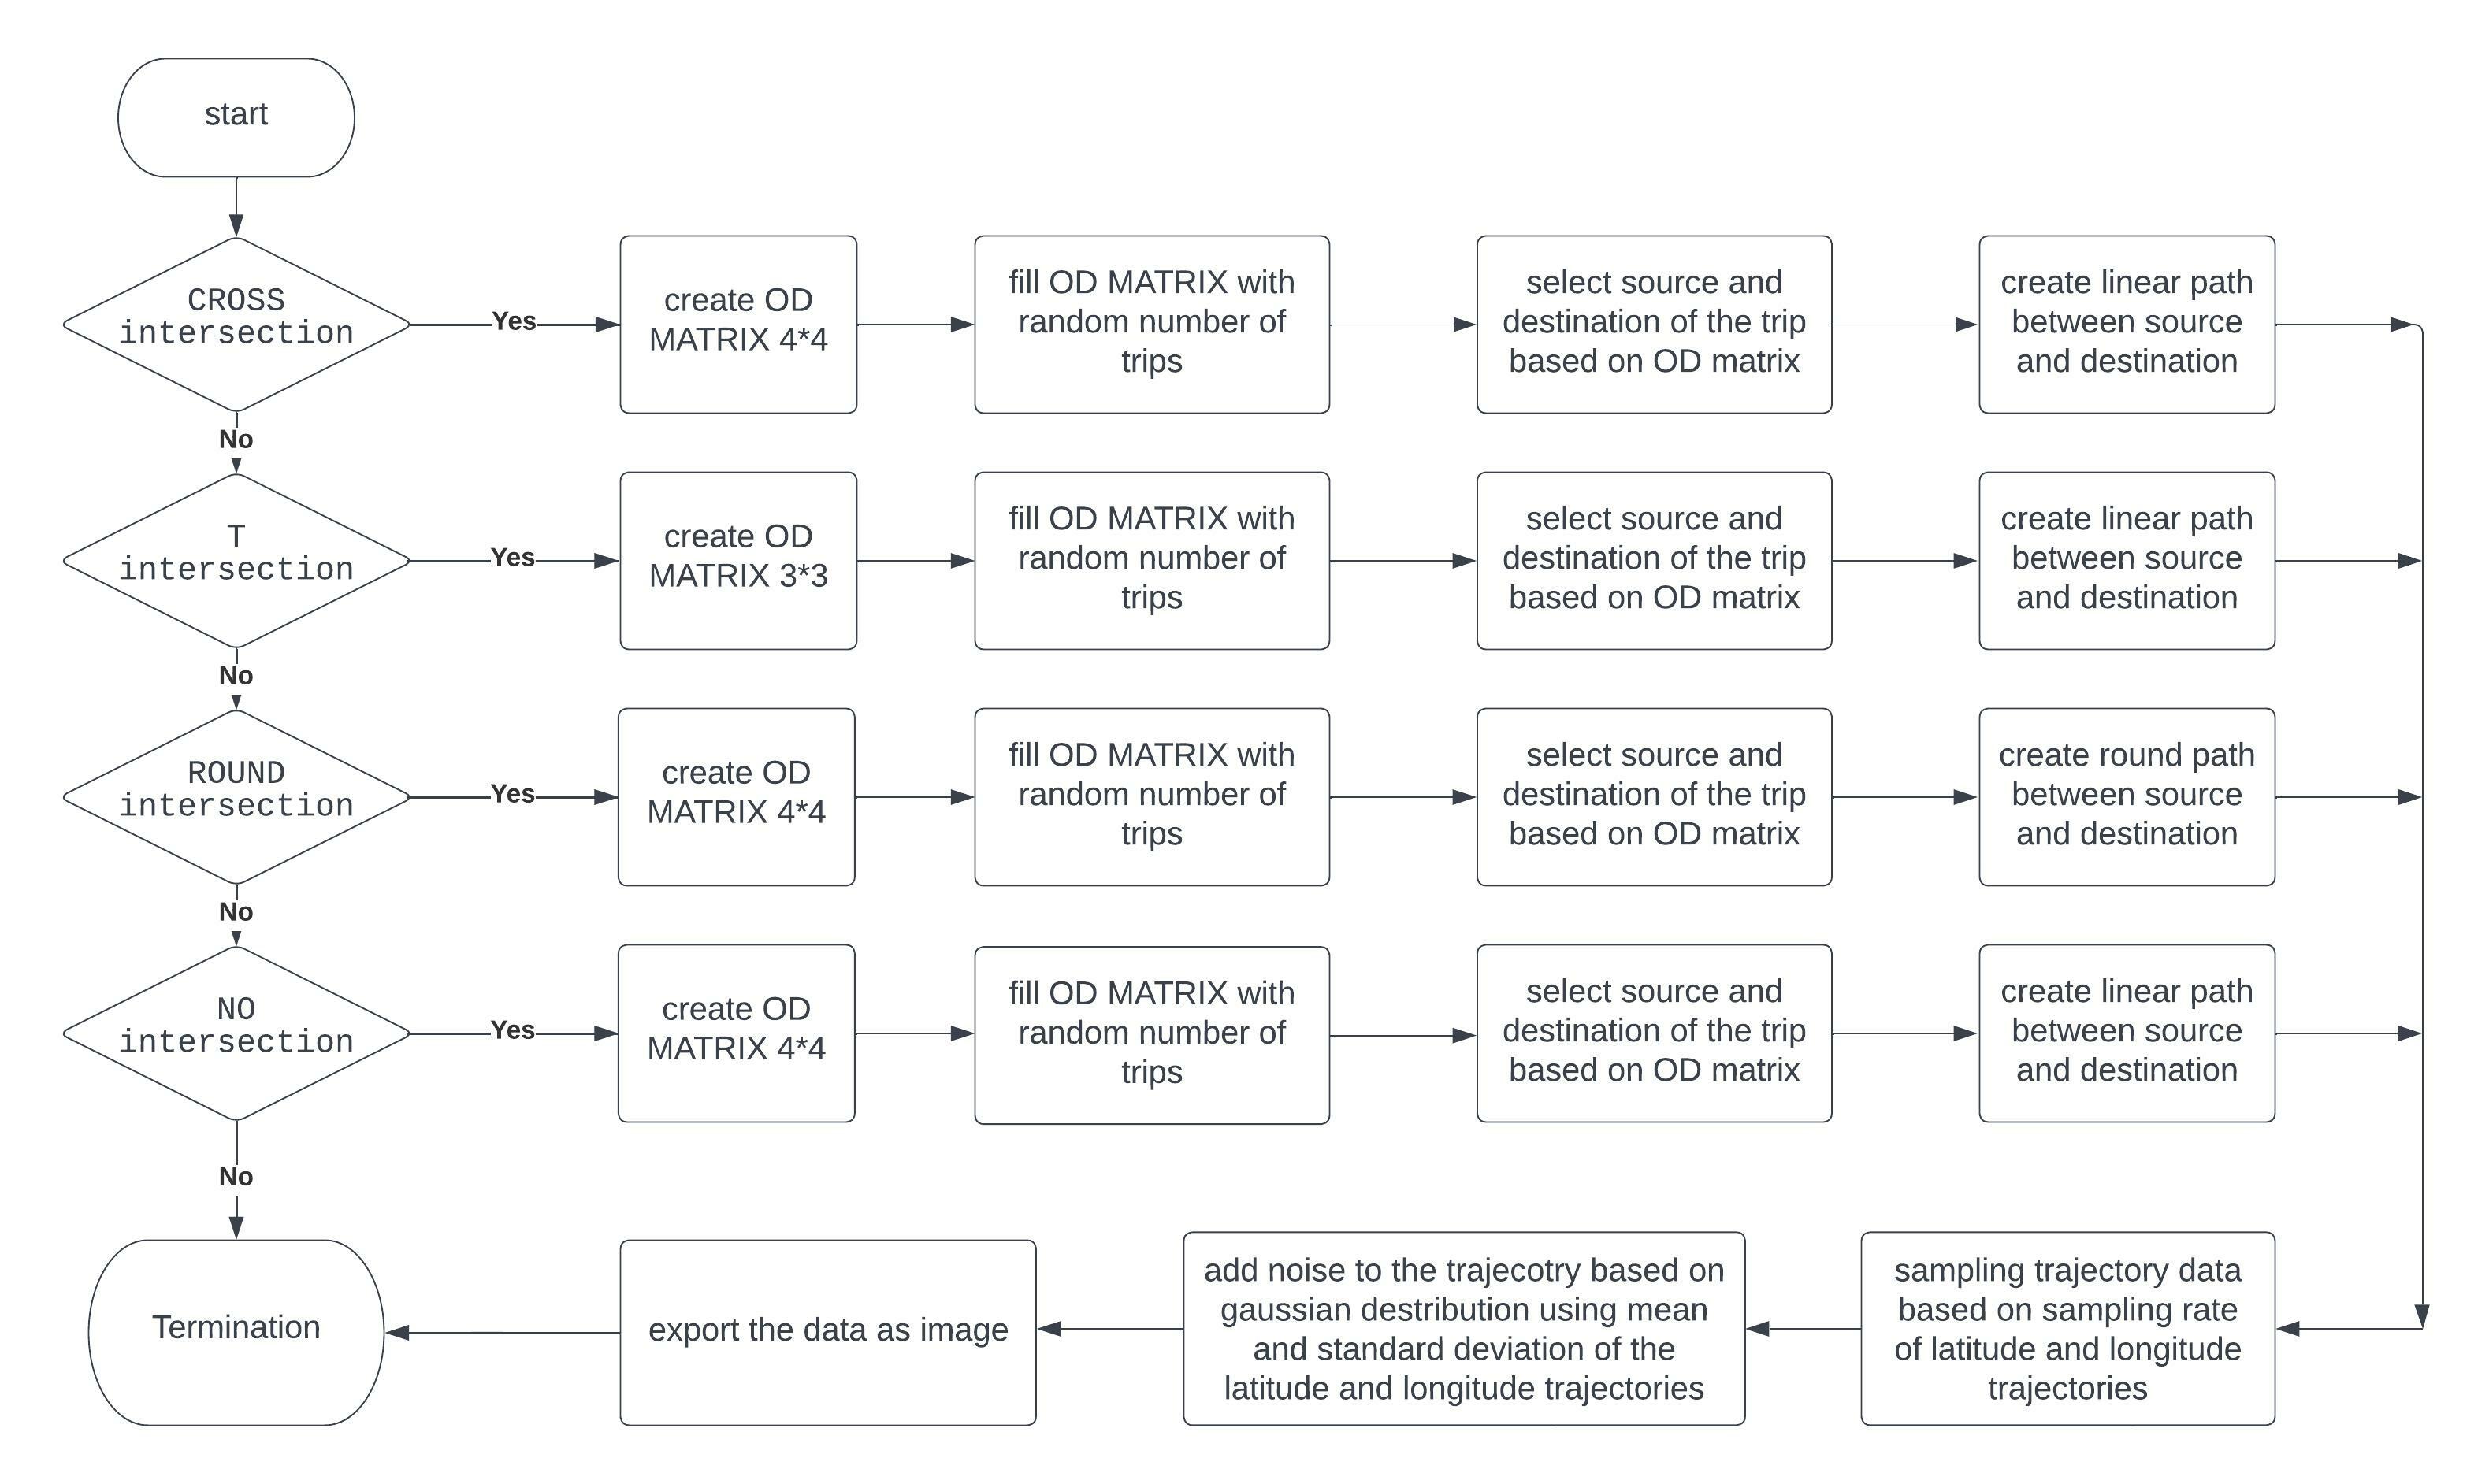 start
CROSS
intersection
Yes
create OD
MATRIX 4*4
fill OD MATRIX with
random number of
trips
select source and
destination of the trip
based on OD matrix
create linear path
between source
and destination
No
T
intersection
Yes
create OD
MATRIX 3*3
fill OD MATRIX with
random number of
trips
select source and
destination of the trip
based on OD matrix
create linear path
between source
and destination
No
ROUND
intersection
Yes
create OD
MATRIX 4*4
fill OD MATRIX with
random number of
trips
select source and
destination of the trip
based on OD matrix
create round path
between source
and destination
No
NO
intersection
Yes
create OD
MATRIX 4*4
fill OD MATRIX with
random number of
trips
select source and
destination of the trip
based on OD matrix
create linear path
between source
and destination
No
Termination
export the data as image
add noise to the trajecotry based on
gaussian destribution using mean
and standard deviation of the
latitude and longitude trajectories
sampling trajectory data
based on sampling rate
of latitude and longitude
trajectories